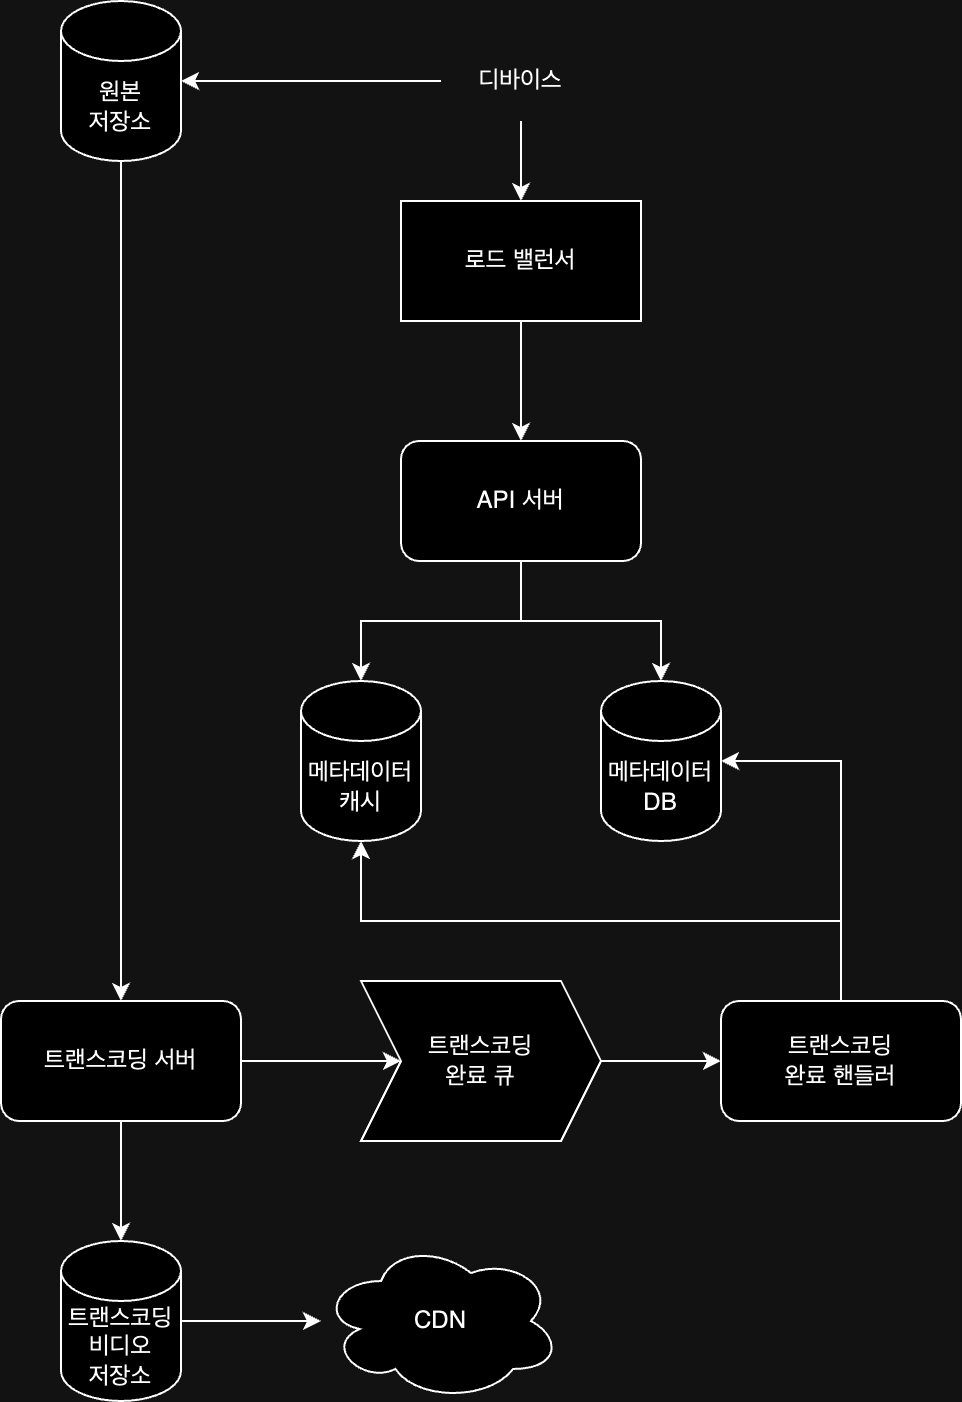 디바이스
원본
저장소
로드 밸런서
API 서버
메타데이터
캐시
메타데이터
DB
트랜스코딩 서버
트랜스코딩
완료 큐
트랜스코딩
완료 핸들러
트랜스코딩
비디오
저장소
CDN